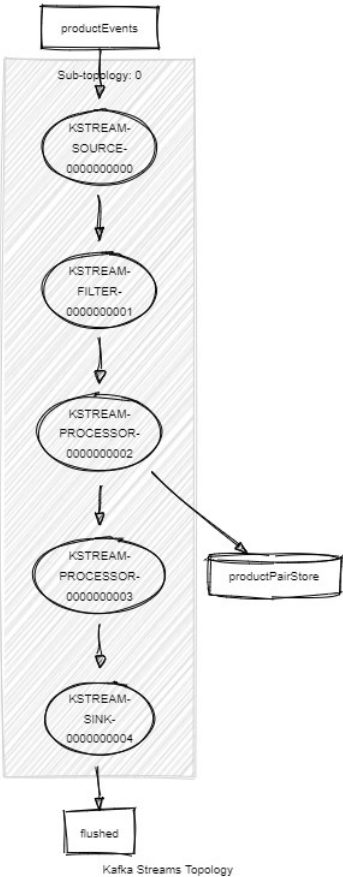 productEvents
Sub-topology: 0
KSTREAM-
SOURCE-
0000000000
KSTREAM-
FILTER-
0000000001
KSTREAM-
PROCESSOR-
0000000002
KSTREAM-
PROCESSOR-
0000000003
productPairStore
KSTREAM-
SINK-
0000000004
flushed
Kafka Streams Topology